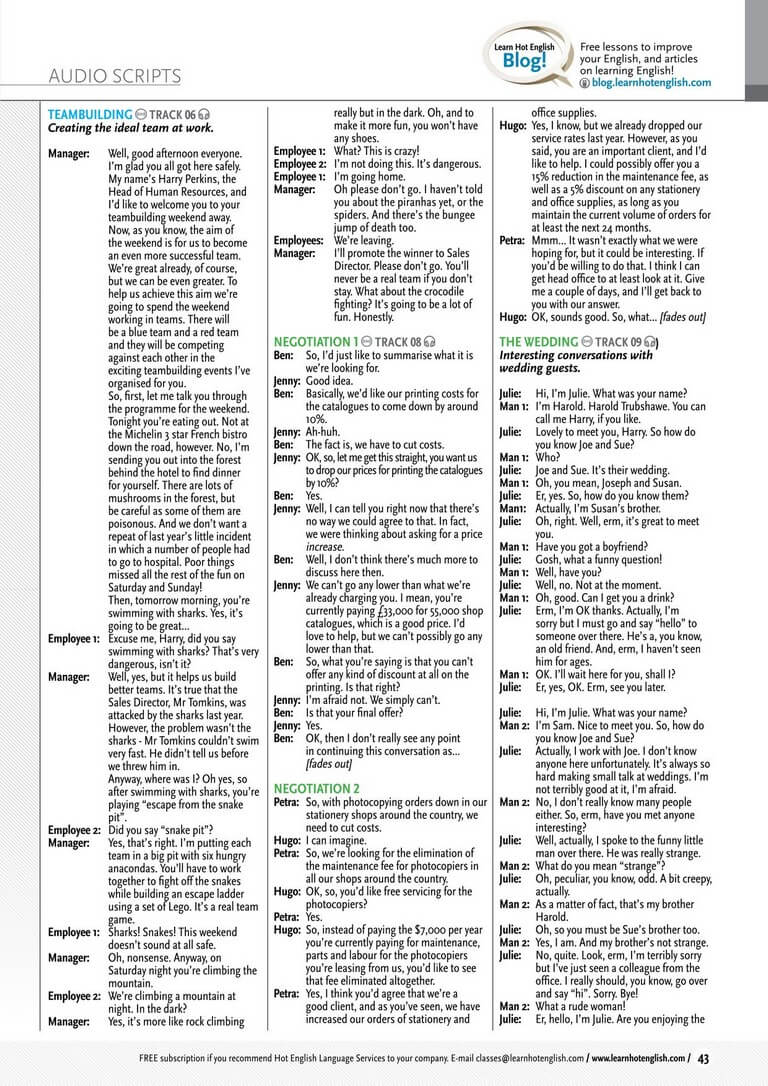 AUDIO SCRIPTS
Learn Hot English
Blog!
Free lessons to improve
your English, and articles
on learning English!
blog.learnhotenglish.com
TEAMBUILDING TRACK 06
Creating the ideal team at work.
Manager: Well, good afternoon everyone.
I'm glad you all got here safely.
My name's Harry Perkins, the
Head of Human Resources, and
I'd like to welcome you to your
teambuilding weekend away.
Now, as you know, the aim of
the weekend is for us to become
an even more successful team.
We're great already, of course,
but we can be even greater. To
help us achieve this aim we're
going to spend the weekend
working in teams. There will
be a blue team and a red team
and they will be competing
against each other in the
exciting teambuilding events I've
organised for you.
So, first, let me talk you through
the programme for the weekend.
Tonight you're eating out. Not at
the Michelin 3 star French bistro
down the road, however. No, I'm
sending you out into the forest
behind the hotel to find dinner
for yourself. There are lots of
mushrooms in the forest, but
be careful as some of them are
poisonous. And we don't want a
repeat of last year's little incident
in which a number of people had
to go to hospital. Poor things
missed all the rest of the fun on
Saturday and Sunday!
Then, tomorrow morning, you're
swimming with sharks. Yes, it's
going to be great...
Employee 1: Excuse me, Harry, did you say
swimming with sharks? That's very
dangerous, isn't it?
Manager: Well, yes, but it helps us build
better teams. It's true that the
Sales Director, Mr Tomkins, was
attacked by the sharks last year.
However, the problem wasn't the
sharks - Mr Tomkins couldn't swim
very fast. He didn't tell us before
we threw him in.
Anyway, where was I? Oh yes, so
after swimming with sharks, you're
playing "escape from the snake
pit".
Employee 2: Did you say "snake pit"?
Manager: Yes, that's right. I'm putting each
team in a big pit with six hungry
anacondas. You'll have to work
together to fight off the snakes
while building an escape ladder
using a set of Lego. It's a real team
game.
Employee 1: Sharks! Snakes! This weekend
doesn't sound at all safe.
Manager: Oh, nonsense. Anyway, on
Saturday night you're climbing the
mountain.
Employee 2: We're climbing a mountain at
night. In the dark?
Manager: Yes, it's more like rock climbing
really but in the dark. Oh, and to
make it more fun, you won't have
any shoes.
Employee 1: What? This is crazy!
Employee 2: I'm not doing this. It's dangerous.
Employee 1: I'm going home.
Manager: Oh please don't go. I haven't told
you about the piranhas yet, or the
spiders. And there's the bungee
jump of death too.
Employees: We're leaving.
Manager: I'll promote the winner to Sales
Director. Please don't go. You'll
never be a real team if you don't
stay. What about the crocodile
fighting? It's going to be a lot of
fun. Honestly.
NEGOTIATION 1 TRACK 08
Ben: So, I'd just like to summarise what it is
we're looking for.
Jenny: Good idea.
Ben: Basically, we'd like our printing costs for
the catalogues to come down by around
10%.
Jenny: Ah-huh.
Ben: The fact is, we have to cut costs.
Jenny: OK, so, let me get this straight, you want us
to drop our prices for printing the catalogues
by 10%?
Ben: Yes.
Jenny: Well, I can tell you right now that there's
no way we could agree to that. In fact,
we were thinking about asking for a price
increase.
Ben: Well, I don't think there's much more to
discuss here then.
Jenny: We can't go any lower than what we're
already charging you. I mean, you're
currently paying £33,000 for 55,000 shop
catalogues, which is a good price. I'd
love to help, but we can't possibly go any
lower than that.
Ben: So, what you're saying is that you can't
offer any kind of discount at all on the
printing. Is that right?
Jenny: I'm afraid not. We simply can't.
Ben: Is that your final offer?
Jenny: Yes.
Ben: OK, then I don't really see any point
in continuing this conversation as...
[fades out]
NEGOTIATION 2
Petra: So, with photocopying orders down in our
stationery shops around the country, we
need to cut costs.
Hugo: I can imagine.
Petra: So, we're looking for the elimination of
the maintenance fee for photocopiers in
all our shops around the country.
Hugo: OK, so, you'd like free servicing for the
photocopiers?
Petra: Yes.
Hugo: So, instead of paying the $7,000 per year
you're currently paying for maintenance,
parts and labour for the photocopiers
you're leasing from us, you'd like to see
that fee eliminated altogether.
Petra: Yes, I think you'd agree that we're a
good client, and as you've seen, we have
increased our orders of stationery and
office supplies.
Hugo: Yes, I know, but we already dropped our
service rates last year. However, as you
said, you are an important client, and I'd
like to help. I could possibly offer you a
15% reduction in the maintenance fee, as
well as a 5% discount on any stationery
and office supplies, as long as you
maintain the current volume of orders for
at least the next 24 months.
Petra: Mmm... It wasn't exactly what we were
hoping for, but it could be interesting. If
you'd be willing to do that. I think I can
get head office to at least look at it. Give
me a couple of days, and I'll get back to
you with our answer.
Hugo: OK, sounds good. So, what... [fades out]
THE WEDDING TRACK 09 )
Interesting conversations with
wedding guests.
Julie: Hi, I'm Julie. What was your name?
Man 1: I'm Harold. Harold Trubshawe. You can
call me Harry, if you like.
Julie: Lovely to meet you, Harry. So how do
you know Joe and Sue?
Man 1: Who?
Julie: Joe and Sue. It's their wedding.
Man 1: Oh, you mean, Joseph and Susan.
Julie: Er, yes. So, how do you know them?
Man1: Actually, I'm Susan's brother.
Julie: Oh, right. Well, erm, it's great to meet
you.
Man 1: Have you got a boyfriend?
Julie: Gosh, what a funny question!
Man 1: Well, have you?
Julie: Well, no. Not at the moment.
Man 1: Oh, good. Can I get you a drink?
Julie: Erm, I'm OK thanks. Actually, I'm
sorry but I must go and say "hello" to
someone over there. He's a, you know,
an old friend. And, erm, I haven't seen
him for ages.
Man 1: OK. I'll wait here for you, shall I?
Julie: Er, yes, OK. Erm, see you later.
Julie: Hi, I'm Julie. What was your name?
Man 2: I'm Sam. Nice to meet you. So, how do
you know Joe and Sue?
Julie: Actually, I work with Joe. I don't know
anyone here unfortunately. It's always so
hard making small talk at weddings. I'm
not terribly good at it, I'm afraid.
Man 2: No, I don't really know many people
either. So, erm, have you met anyone
interesting?
Julie: Well, actually, I spoke to the funny little
man over there. He was really strange.
Man 2: What do you mean "strange"?
Julie: Oh, peculiar, you know, odd. A bit creepy,
actually.
Man 2: As a matter of fact, that's my brother
Harold.
Julie: Oh, so you must be Sue's brother too.
Man 2: Yes, I am. And my brother's not strange.
Julie: No, quite. Look, erm, I'm terribly sorry
but I've just seen a colleague from the
office. I really should, you know, go over
and say "hi". Sorry. Bye!
Man 2: What a rude woman!
Julie: Er, hello, I'm Julie. Are you enjoying the
FREE subscription if you recommend Hot English Language Services to your company. E-mail classes@learnhotenglish.com / www.learnhotenglish.com / 43